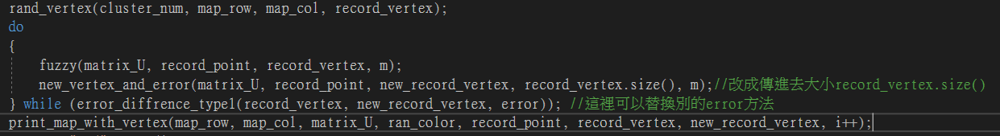 rand_vertex(cluster_num, map_row, map_col, record_vertex);
do
{
fuzzy(matrix_U, record_point, record_vertex, m);
new_vertex_and_error(matrix_U, record_point, new_record_vertex, record_vertex.size(), m);//改成傳進去大小record_vertex.size()
} while (error_diffrence_type1(record_vertex, new_record_vertex, error)); //這裡可以替換別的error方法
print_map_with_vertex(map_row, map_col, matrix_U, ran_color, record_point, record_vertex, new_record_vertex, i++);